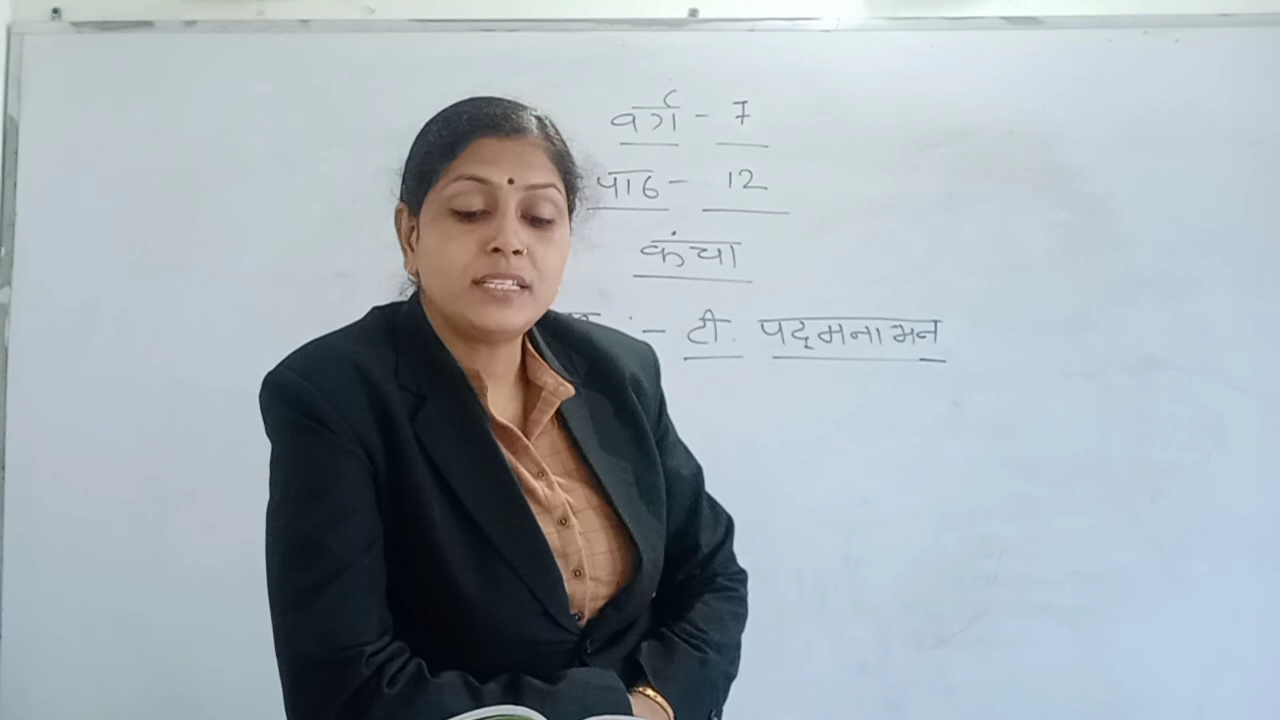 वर्ग - 7
पाठ - 12
कंचा
:- टी. पद्मनाभन